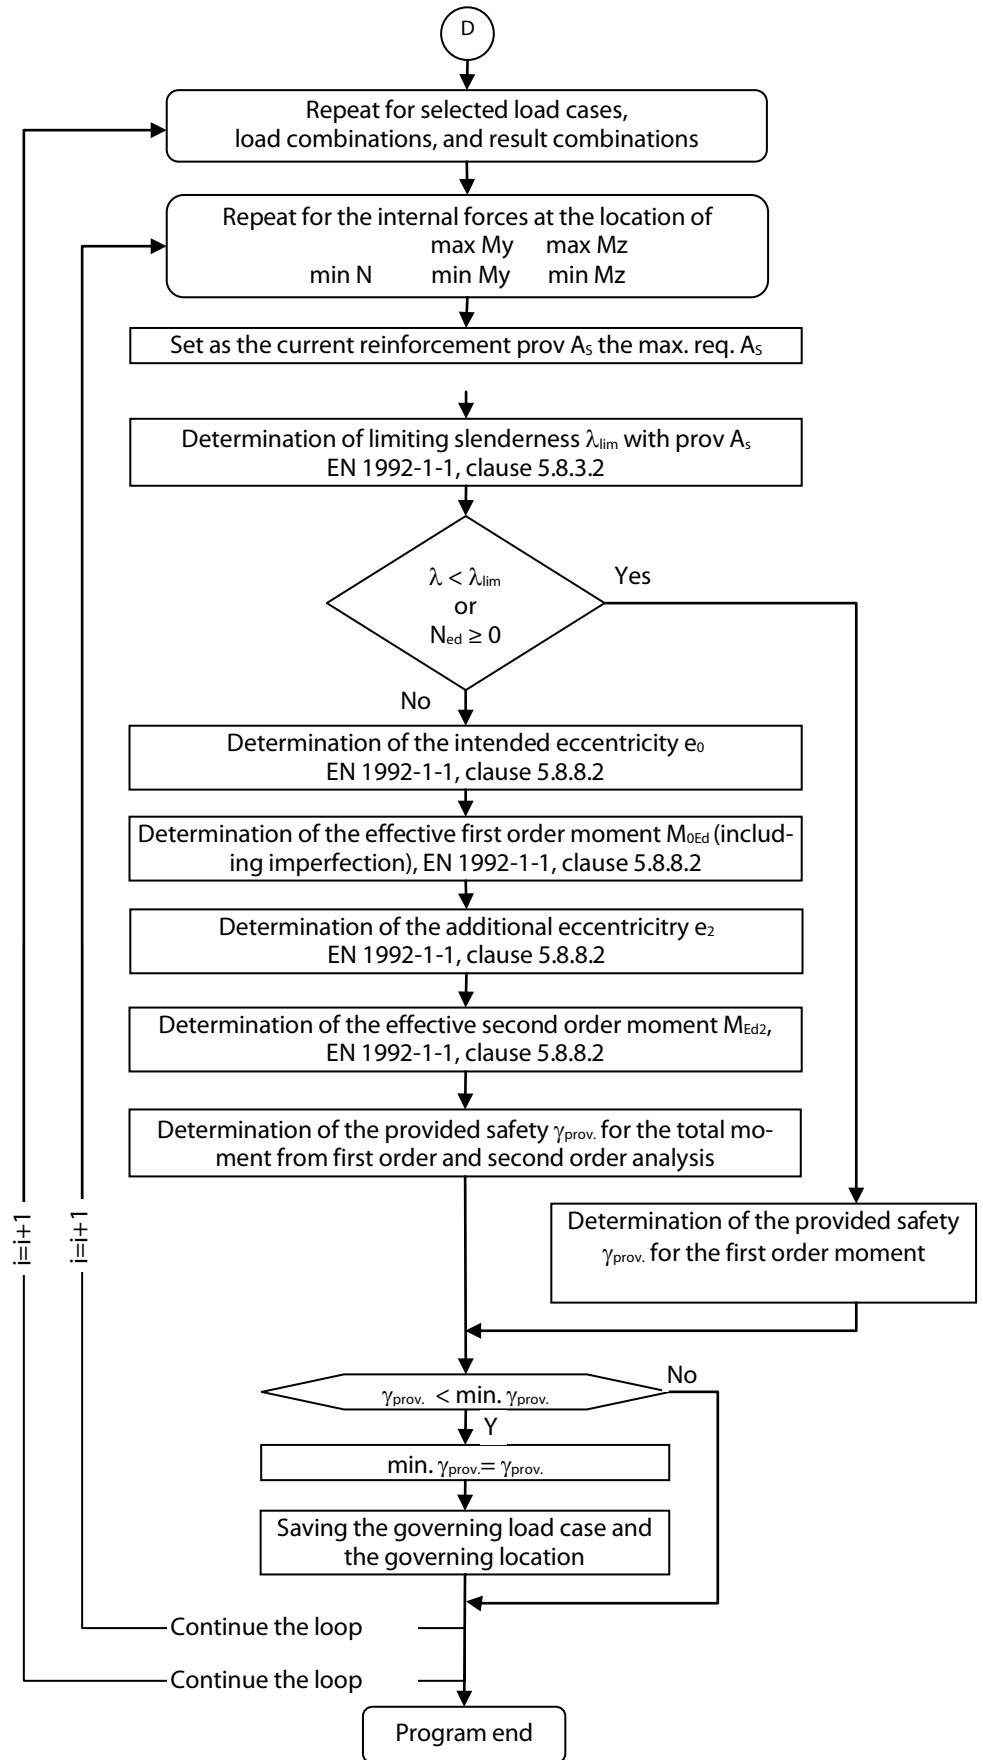 D
Repeat for selected load cases,
load combinations, and result combinations
Repeat for the internal forces at the location of
max My max Mz
min N min My min Mz
Set as the current reinforcement prov AS the max. req. AS
Determination of limiting slenderness λlim with prov As
EN 1992-1-1, clause 5.8.3.2
λ < λlim
or
Ned ≥ 0
Yes
No
Determination of the intended eccentricity e0
EN 1992-1-1, clause 5.8.8.2
Determination of the effective first order moment M0Ed (includ-
ing imperfection), EN 1992-1-1, clause 5.8.8.2
Determination of the additional eccentricitry e2
EN 1992-1-1, clause 5.8.8.2
Determination of the effective second order moment MEd2,
EN 1992-1-1, clause 5.8.8.2
Determination of the provided safety γprov. for the total mo-
ment from first order and second order analysis
i=i+1
i=i+1
Determination of the provided safety
γprov. for the first order moment
γprov. < min. γprov.
No
Y
min. γprov.= γprov.
Saving the governing load case and
the governing location
Continue the loop
Continue the loop
Program end